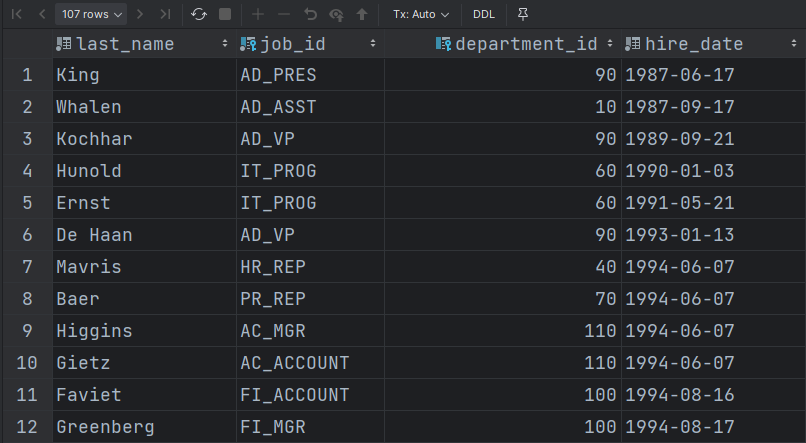 107 rows Tx: Auto DDL
last_name job_id department_id hire_date
1 King AD_PRES 90 1987-06-17
2 Whalen AD_ASST 10 1987-09-17
3 Kochhar AD_VP 90 1989-09-21
4 Hunold IT_PROG 60 1990-01-03
5 Ernst IT_PROG 60 1991-05-21
6 De Haan AD_VP 90 1993-01-13
7 Mavris HR_REP 40 1994-06-07
8 Baer PR_REP 70 1994-06-07
9 Higgins AC_MGR 110 1994-06-07
10 Gietz AC_ACCOUNT 110 1994-06-07
11 Faviet FI_ACCOUNT 100 1994-08-16
12 Greenberg FI_MGR 100 1994-08-17